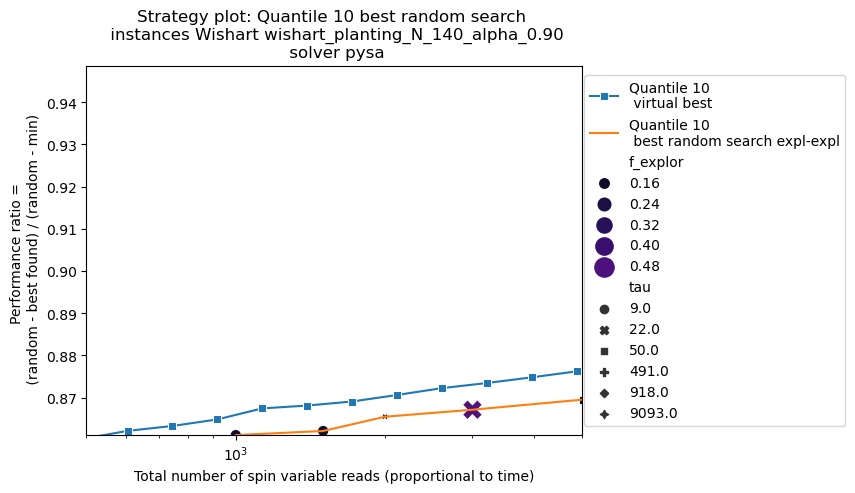 Strategy plot: Quantile 10 best random search
instances Wishart wishart_planting_N_140_alpha_0.90
solver pysa
Performance ratio =
(random - best found) / (random - min)
0.94
0.93
0.92
0.91
0.90
0.89
0.88
0.87
10^3
Total number of spin variable reads (proportional to time)
Quantile 10
virtual best
Quantile 10
best random search expl-expl
f_explor
0.16
0.24
0.32
0.40
0.48
tau
9.0
22.0
50.0
491.0
918.0
9093.0